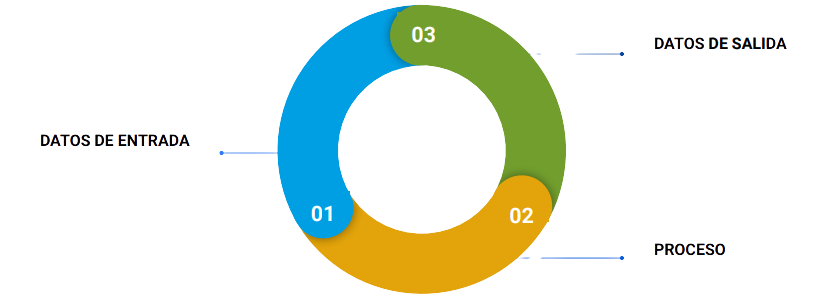 03
DATOS DE SALIDA
DATOS DE ENTRADA
01
02
PROCESO